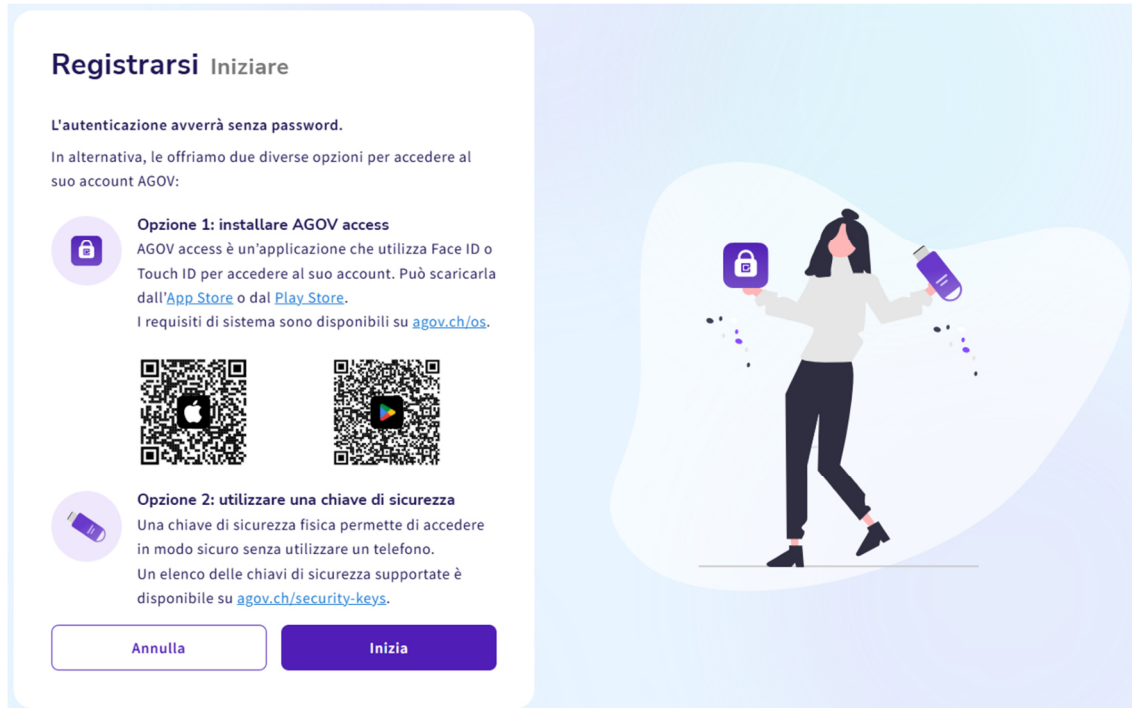 Registrarsi Iniziare
L'autenticazione avverrà senza password.
In alternativa, le offriamo due diverse opzioni per accedere al
suo account AGOV:
Opzione 1: installare AGOV access
AGOV access è un’applicazione che utilizza Face ID o
Touch ID per accedere al suo account. Può scaricarla
dall’App Store o dal Play Store.
I requisiti di sistema sono disponibili su agov.ch/os.
Opzione 2: utilizzare una chiave di sicurezza
Una chiave di sicurezza fisica permette di accedere
in modo sicuro senza utilizzare un telefono.
Un elenco delle chiavi di sicurezza supportate è
disponibile su agov.ch/security-keys.
Annulla Inizia